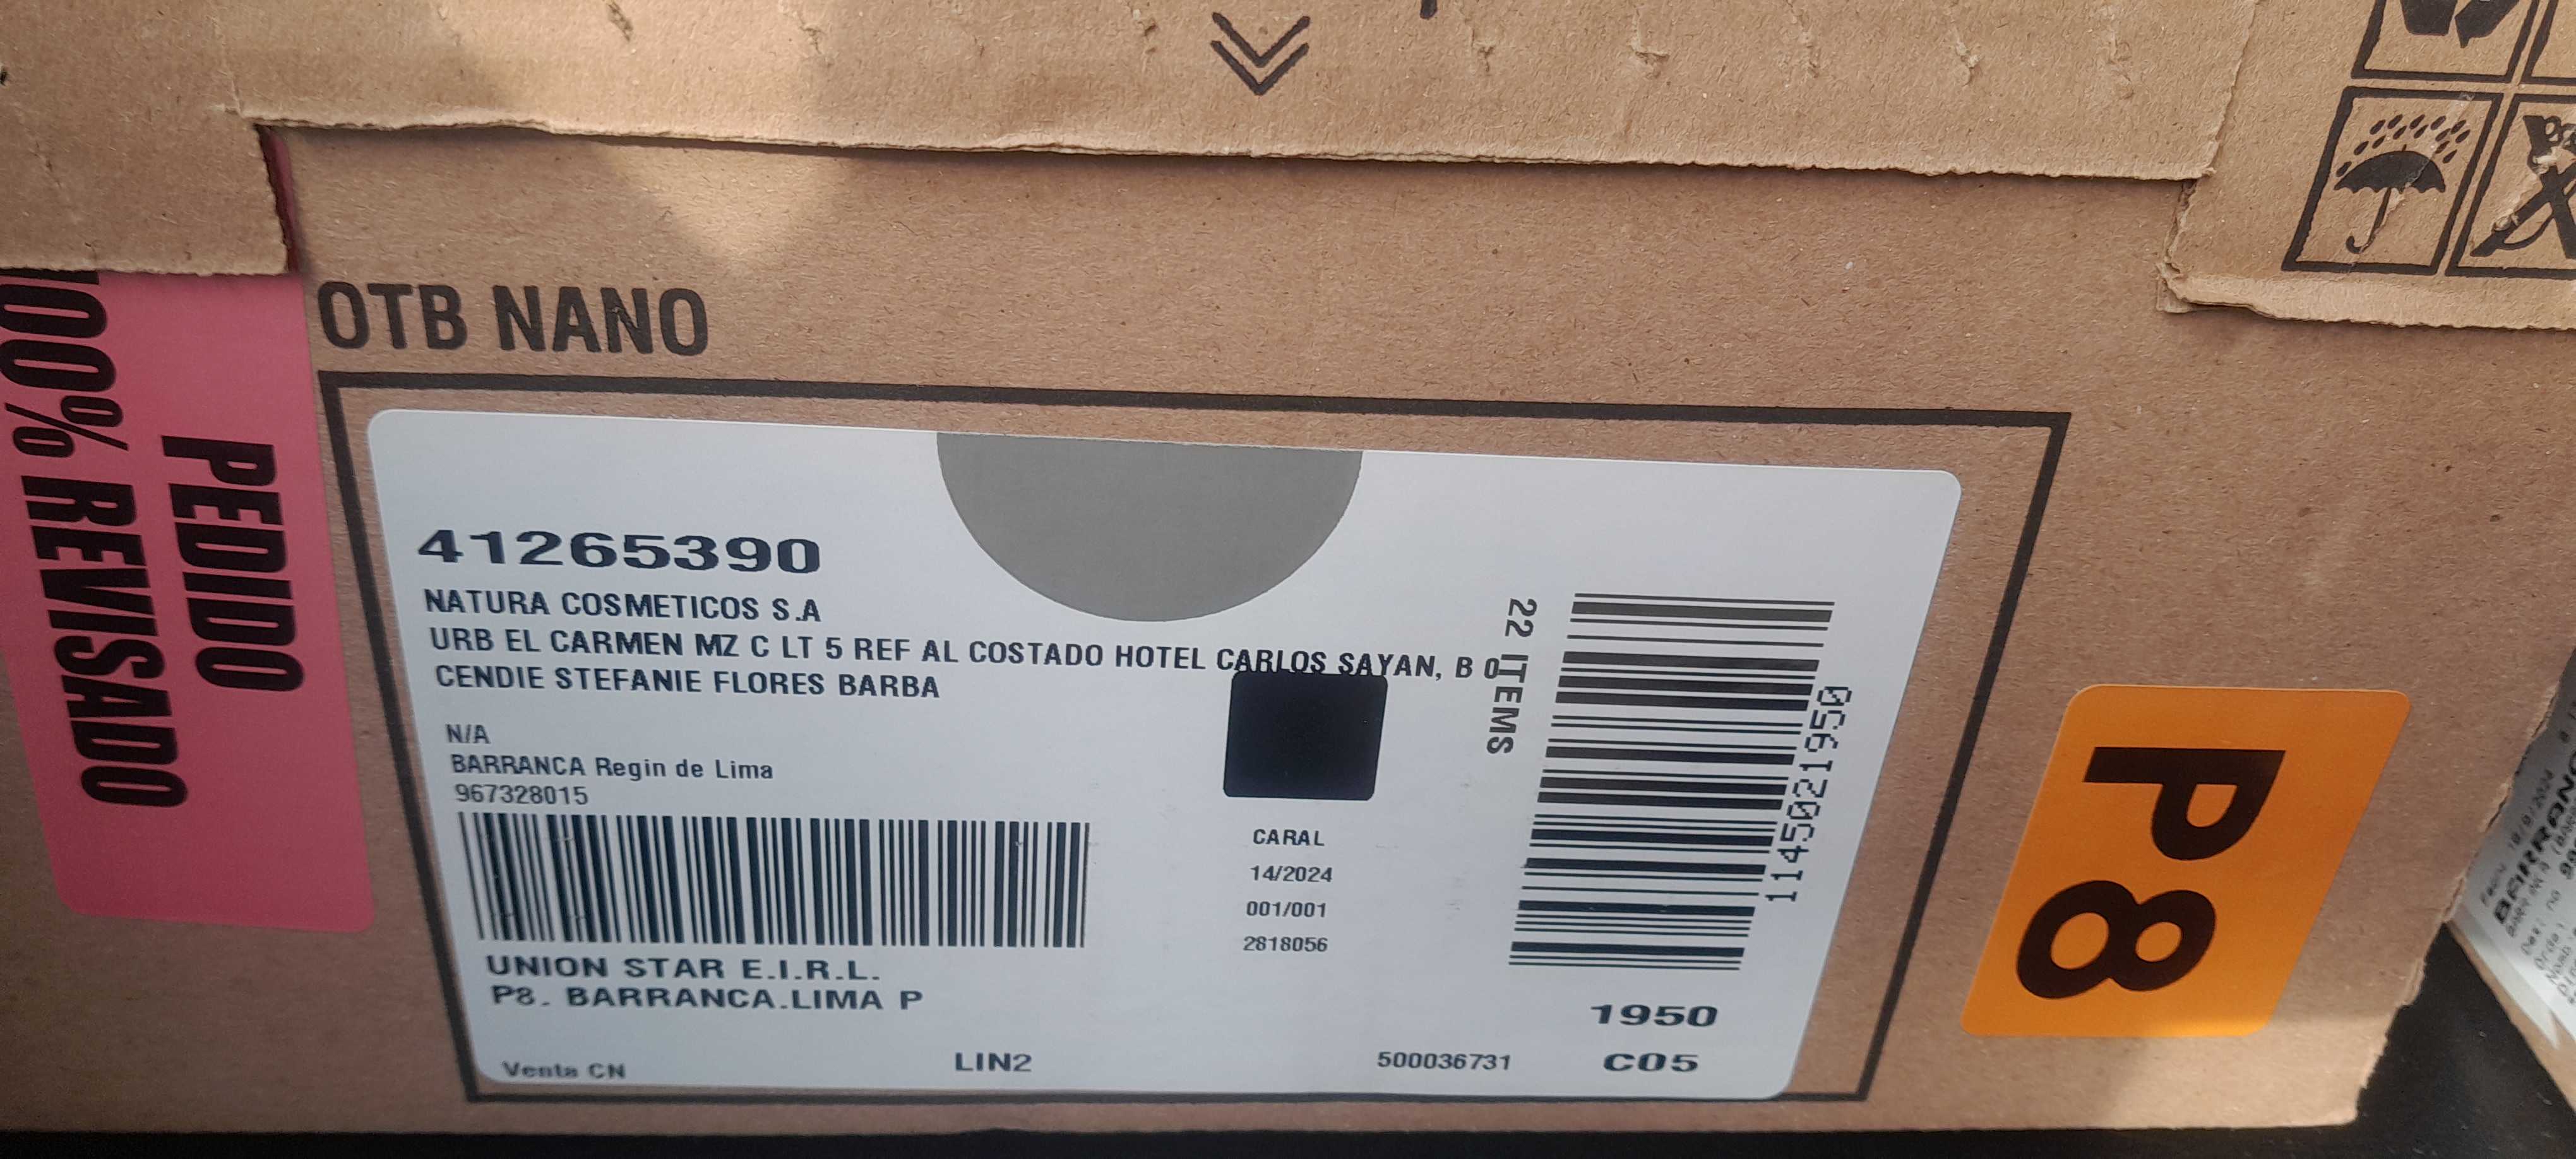 OTB NANO
100% REVISADO
PEDIDO
41265390
NATURA COSMETICOS S.A
URB EL CARMEN MZ C LT 5 REF AL COSTADO HOTEL CARLOS SAYAN, B 0
CENDIE STEFANIE FLORES BARBA
N/A
BARRANCA Regin de Lima
967328015
22 ITEMS
11450021950
CARAL
14/2024
001/001
2818056
UNION STAR E.I.R.L.
P8. BARRANCA.LIMA P
1950
Venta CN
LIN2
500036731
C05
P8